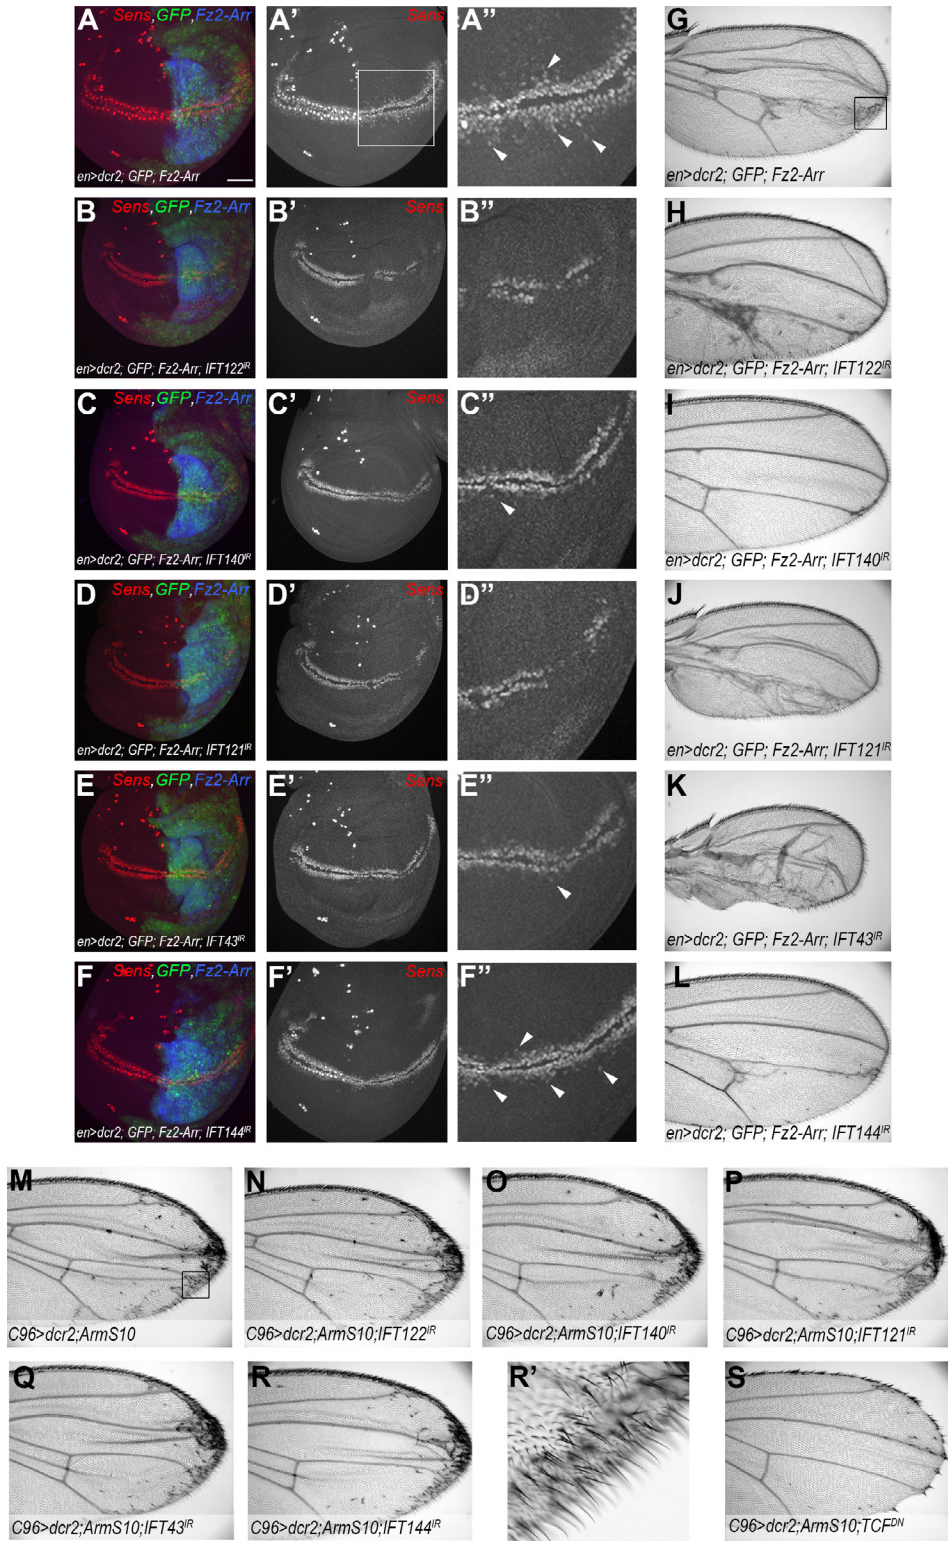 A Sens,GFP,Fz2-Arr
en>dcr2; GFP; Fz2-Arr
A' Sens
A''
G
en>dcr2; GFP; Fz2-Arr
B Sens,GFP,Fz2-Arr
en>dcr2; GFP; Fz2-Arr; IFT122IR
B' Sens
B''
H
en>dcr2; GFP; Fz2-Arr; IFT122IR
C Sens,GFP,Fz2-Arr
en>dcr2; GFP; Fz2-Arr; IFT140IR
C' Sens
C''
I
en>dcr2; GFP; Fz2-Arr; IFT140IR
D Sens,GFP,Fz2-Arr
en>dcr2; GFP; Fz2-Arr; IFT121IR
D' Sens
D''
J
en>dcr2; GFP; Fz2-Arr; IFT121IR
E Sens,GFP,Fz2-Arr
en>dcr2; GFP; Fz2-Arr; IFT43IR
E' Sens
E''
K
en>dcr2; GFP; Fz2-Arr; IFT43IR
F Sens,GFP,Fz2-Arr
en>dcr2; GFP; Fz2-Arr; IFT144IR
F' Sens
F''
L
en>dcr2; GFP; Fz2-Arr; IFT144IR
M
C96>dcr2;ArmS10
N
C96>dcr2;ArmS10;IFT122IR
O
C96>dcr2;ArmS10;IFT140IR
P
C96>dcr2;ArmS10;IFT121IR
Q
C96>dcr2;ArmS10;IFT43IR
R
C96>dcr2;ArmS10;IFT144IR
R'
S
C96>dcr2;ArmS10;TCFDN